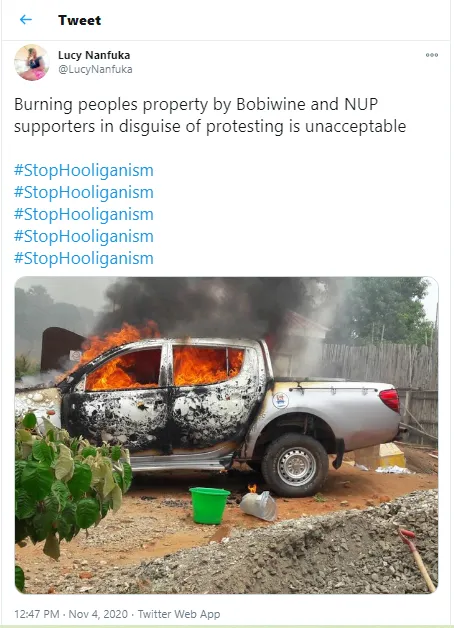 Tweet
Lucy Nanfuka
@LucyNanfuka
Burning peoples property by Bobiwine and NUP
supporters in disguise of protesting is unacceptable
#StopHooliganism
#StopHooliganism
#StopHooliganism
#StopHooliganism
#StopHooliganism
12:47 PM · Nov 4, 2020 · Twitter Web App